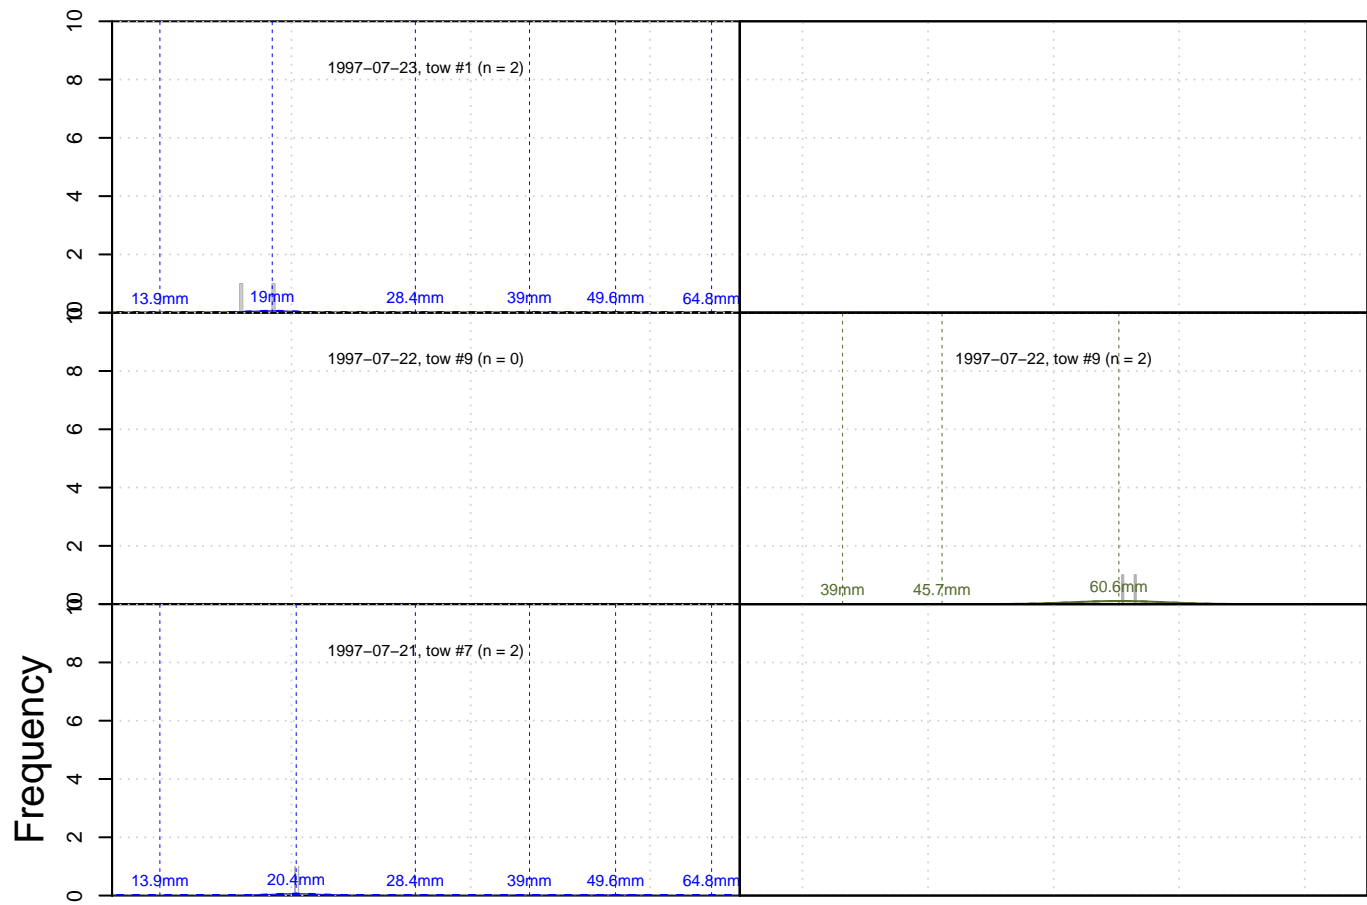 10
1997−07−23, tow #1 (n = 2)
8
6
4
2
13.9mm 19mm 28.4mm 39mm 49.6mm 64.8mm
0
10
1997−07−22, tow #9 (n = 0) 1997−07−22, tow #9 (n = 2)
8
6
4
2
39mm 45.7mm 60.6mm
0
10
1997−07−21, tow #7 (n = 2)
8
6
4
2
13.9mm 20.4mm 28.4mm 39mm 49.6mm 64.8mm
0
Frequency